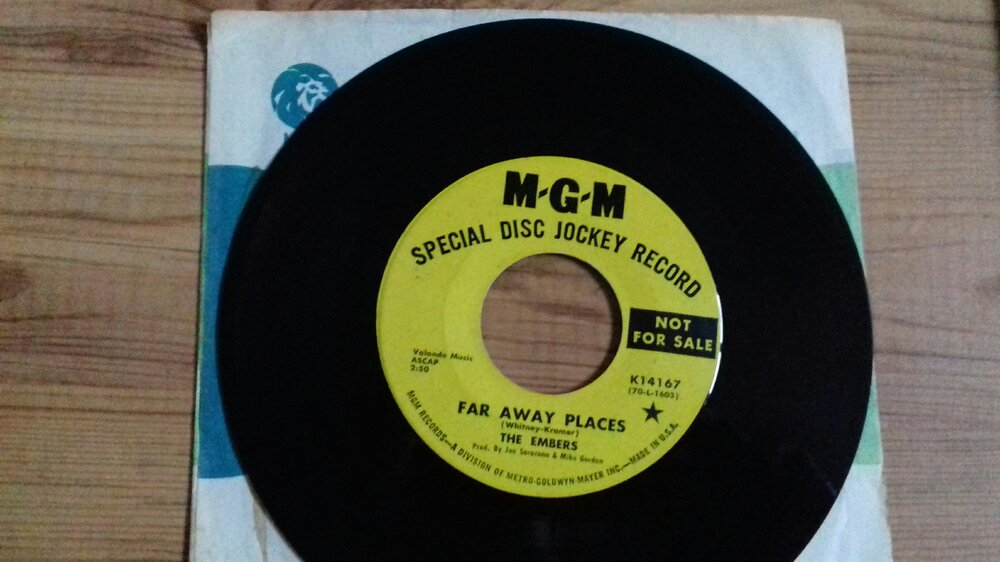 M-G-M
SPECIAL DISC JOCKEY RECORD
NOT
FOR SALE
Valando Music
ASCAP
2:50
K14167
(70-L-1603)
FAR AWAY PLACES
(Whitney-Kramer)
THE EMBERS
Prod. By Joe Saraceno & Mike Gordon
MGM RECORDS—A DIVISION OF METRO-GOLDWYN-MAYER INC.—MADE IN U.S.A.